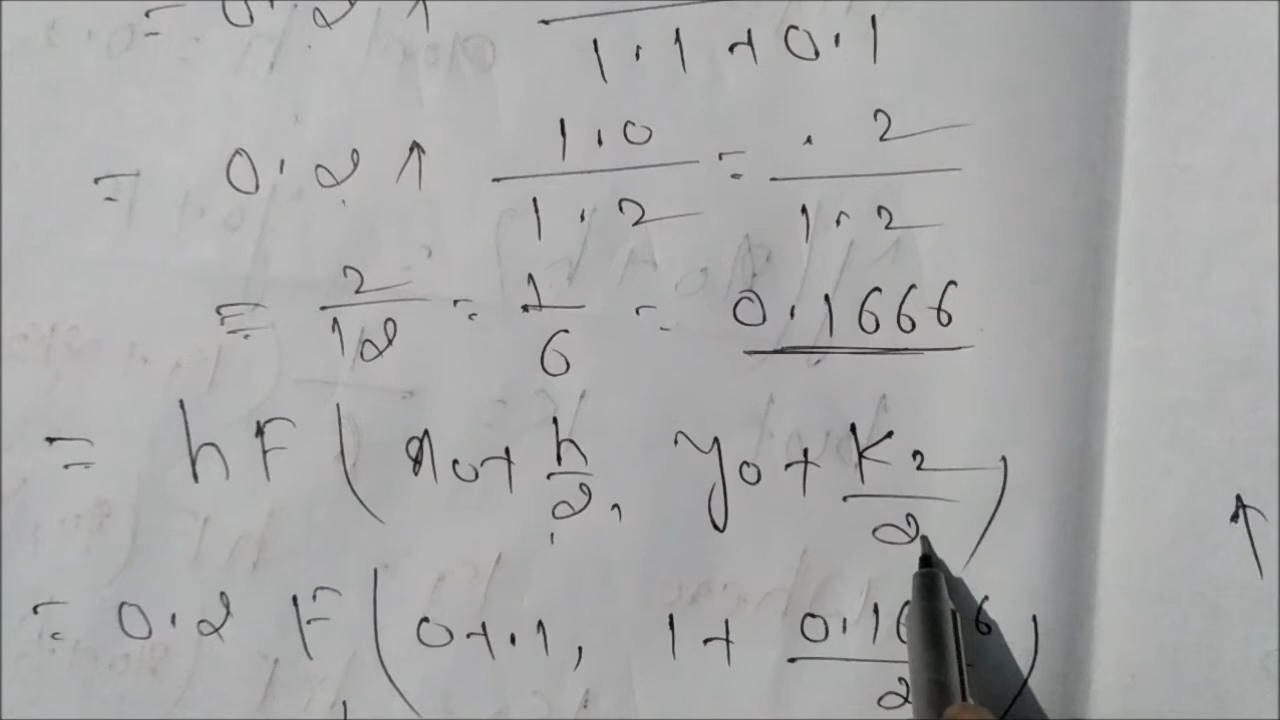 = 0.2 × 
1.1 + 0.1
= 0.2 × 1.0/1.2 = .2/1.2
= 2/12 = 1/6 = 0.1666
= hF(x0 + h/2, y0 + K2/2)
= 0.2 F(0+.1, 1 +